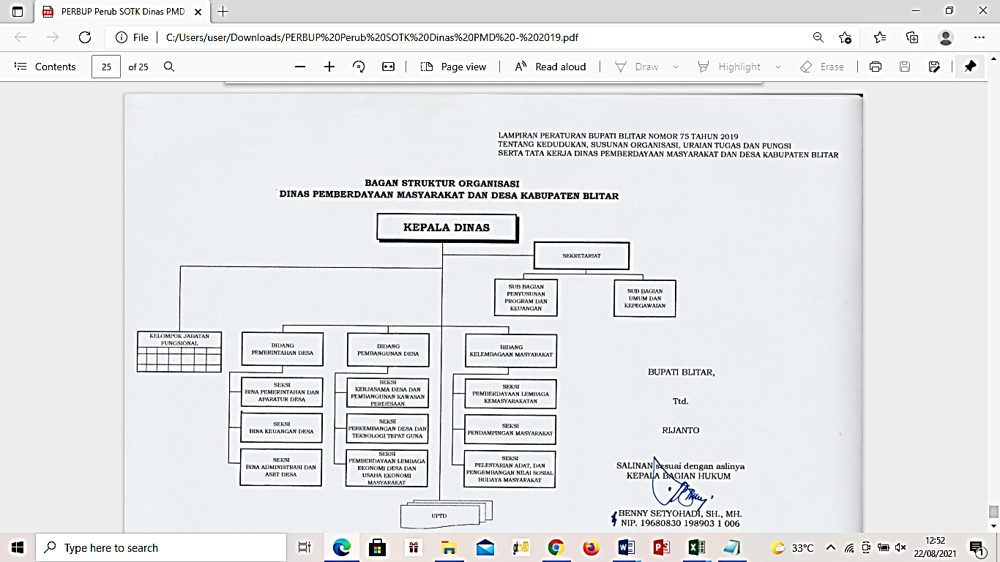 PERBUP Perub SOTK Dinas PMD
File
C:/Users/user/Downloads/PERBUP%20Perub%20SOTK%20Dinas%20PMD%20-%202019.pdf
Contents
25
of 25
Page view
Read aloud
Draw
Highlight
Erase
LAMPIRAN PERATURAN BUPATI BLITAR NOMOR 75 TAHUN 2019
TENTANG KEDUDUKAN, SUSUNAN ORGANISASI, URAIAN TUGAS DAN FUNGSI
SERTA TATA KERJA DINAS PEMBERDAYAAN MASYARAKAT DAN DESA KABUPATEN BLITAR
BAGAN STRUKTUR ORGANISASI
DINAS PEMBERDAYAAN MASYARAKAT DAN DESA KABUPATEN BLITAR
KEPALA DINAS
SEKRETARIAT
SUB BAGIAN
PENYUSUNAN
PROGRAM DAN
KEUANGAN
SUB BAGIAN
UMUM DAN
KEPEGAWAIAN
KELOMPOK JABATAN
FUNGSIONAL
BIDANG
PEMERINTAHAN DESA
BIDANG
PEMBANGUNAN DESA
BIDANG
KELEMBAGAAN MASYARAKAT
SEKSI
BINA PEMERINTAHAN DAN
APARATUR DESA
SEKSI
KERJASAMA DESA DAN
PEMBANGUNAN KAWASAN
PERDESAAN
SEKSI
PEMBERDAYAAN LEMBAGA
KEMASYARAKATAN
SEKSI
BINA KEUANGAN DESA
SEKSI
PERKEMBANGAN DESA DAN
TEKNOLOGI TEPAT GUNA
SEKSI
PENDAMPINGAN MASYARAKAT
SEKSI
BINA ADMINISTRASI DAN
ASET DESA
SEKSI
PEMBERDAYAAN LEMBAGA
EKONOMI DESA DAN
USAHA EKONOMI
MASYARAKAT
SEKSI
PELESTARIAN ADAT, DAN
PENGEMBANGAN NILAI SOSIAL
BUDAYA MASYARAKAT
UPTD
BUPATI BLITAR,
Ttd.
RIJANTO
SALINAN sesuai dengan aslinya
KEPALA BAGIAN HUKUM
BENNY SETYOHADI, SH., MH.
NIP. 19680830 198903 1 006
Type here to search
33°C
12:52
22/08/2021
1